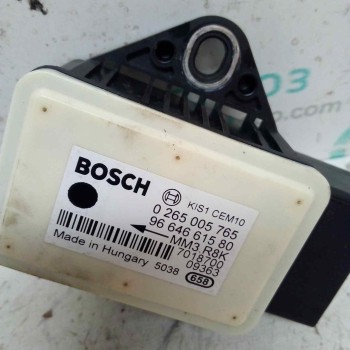 BOSCH
KIS1 CEM10
0 265 005 765
96 646 615 80
MM3 R8K
7018700
09363
Made in Hungary 5038
658